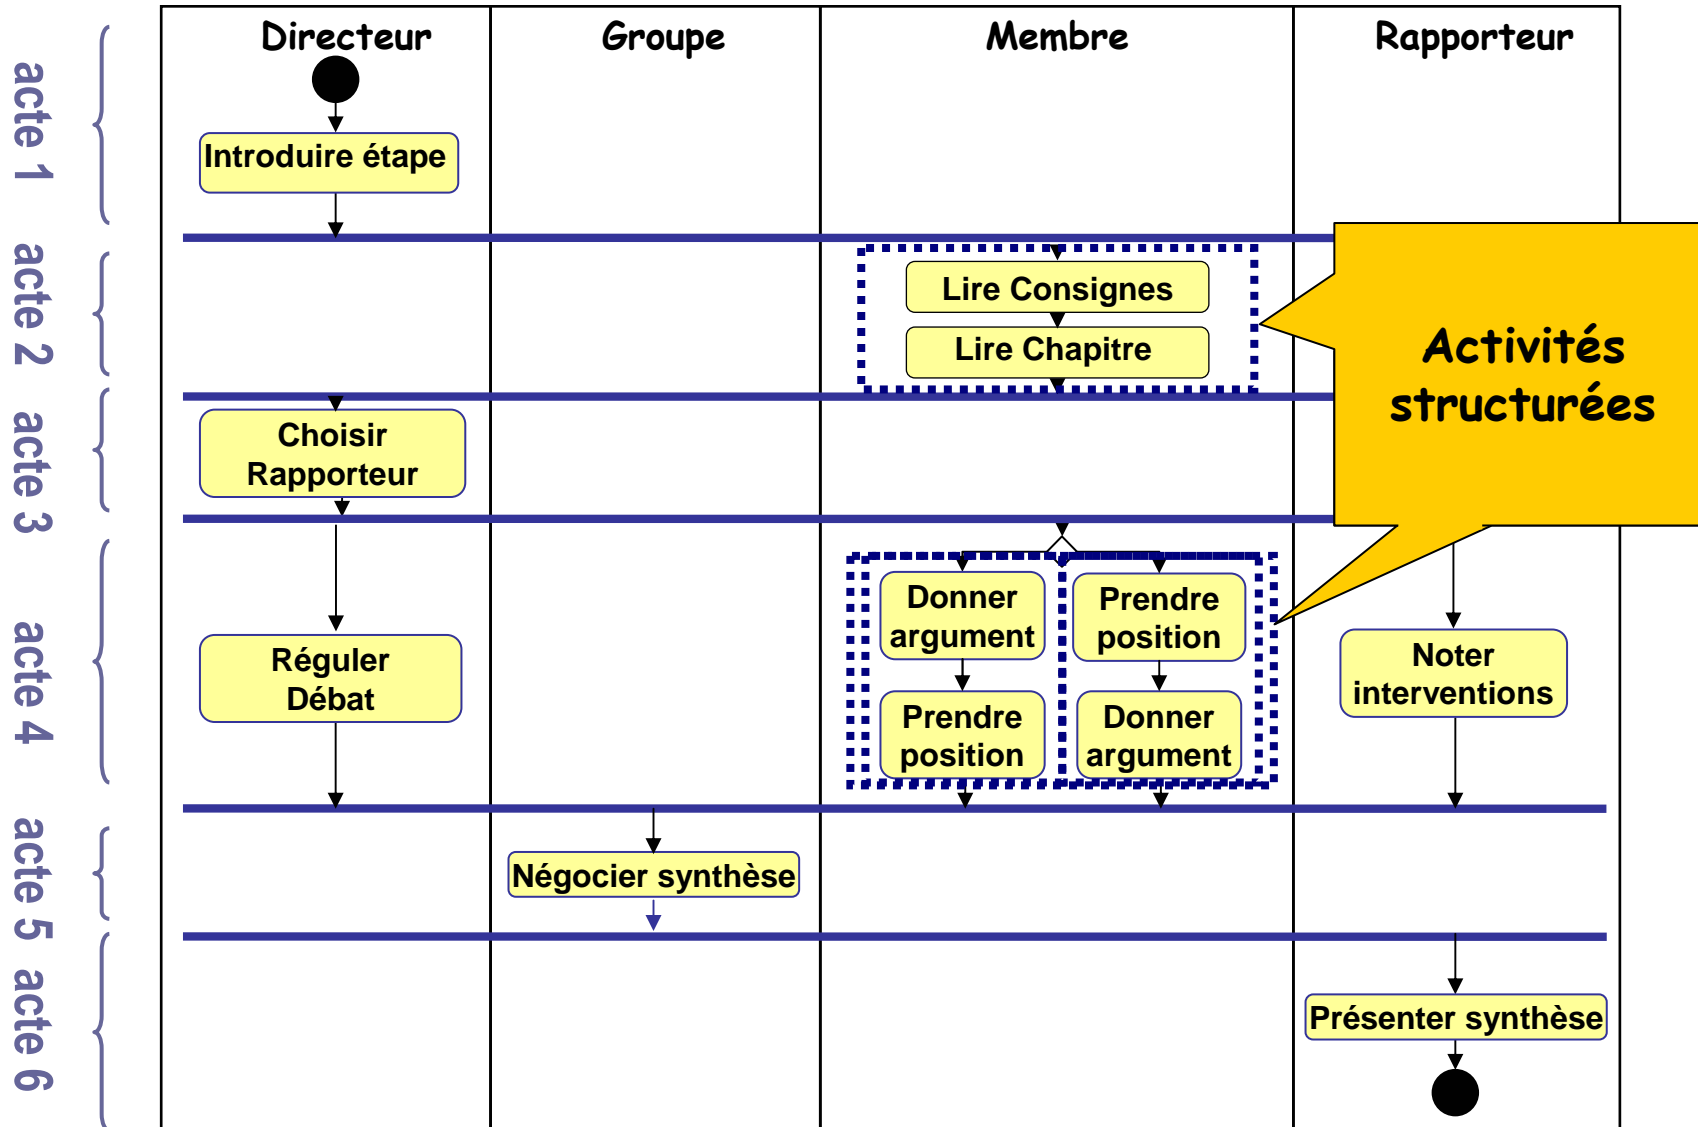 Directeur
Groupe
Membre
Rapporteur
acte 1
Introduire étape
acte 2
Lire Consignes
Lire Chapitre
Activités
structurées
acte 3
Choisir
Rapporteur
acte 4
Réguler
Débat
Donner
argument
Prendre
position
Prendre
position
Donner
argument
Noter
interventions
acte 5
Négocier synthèse
acte 6
Présenter synthèse